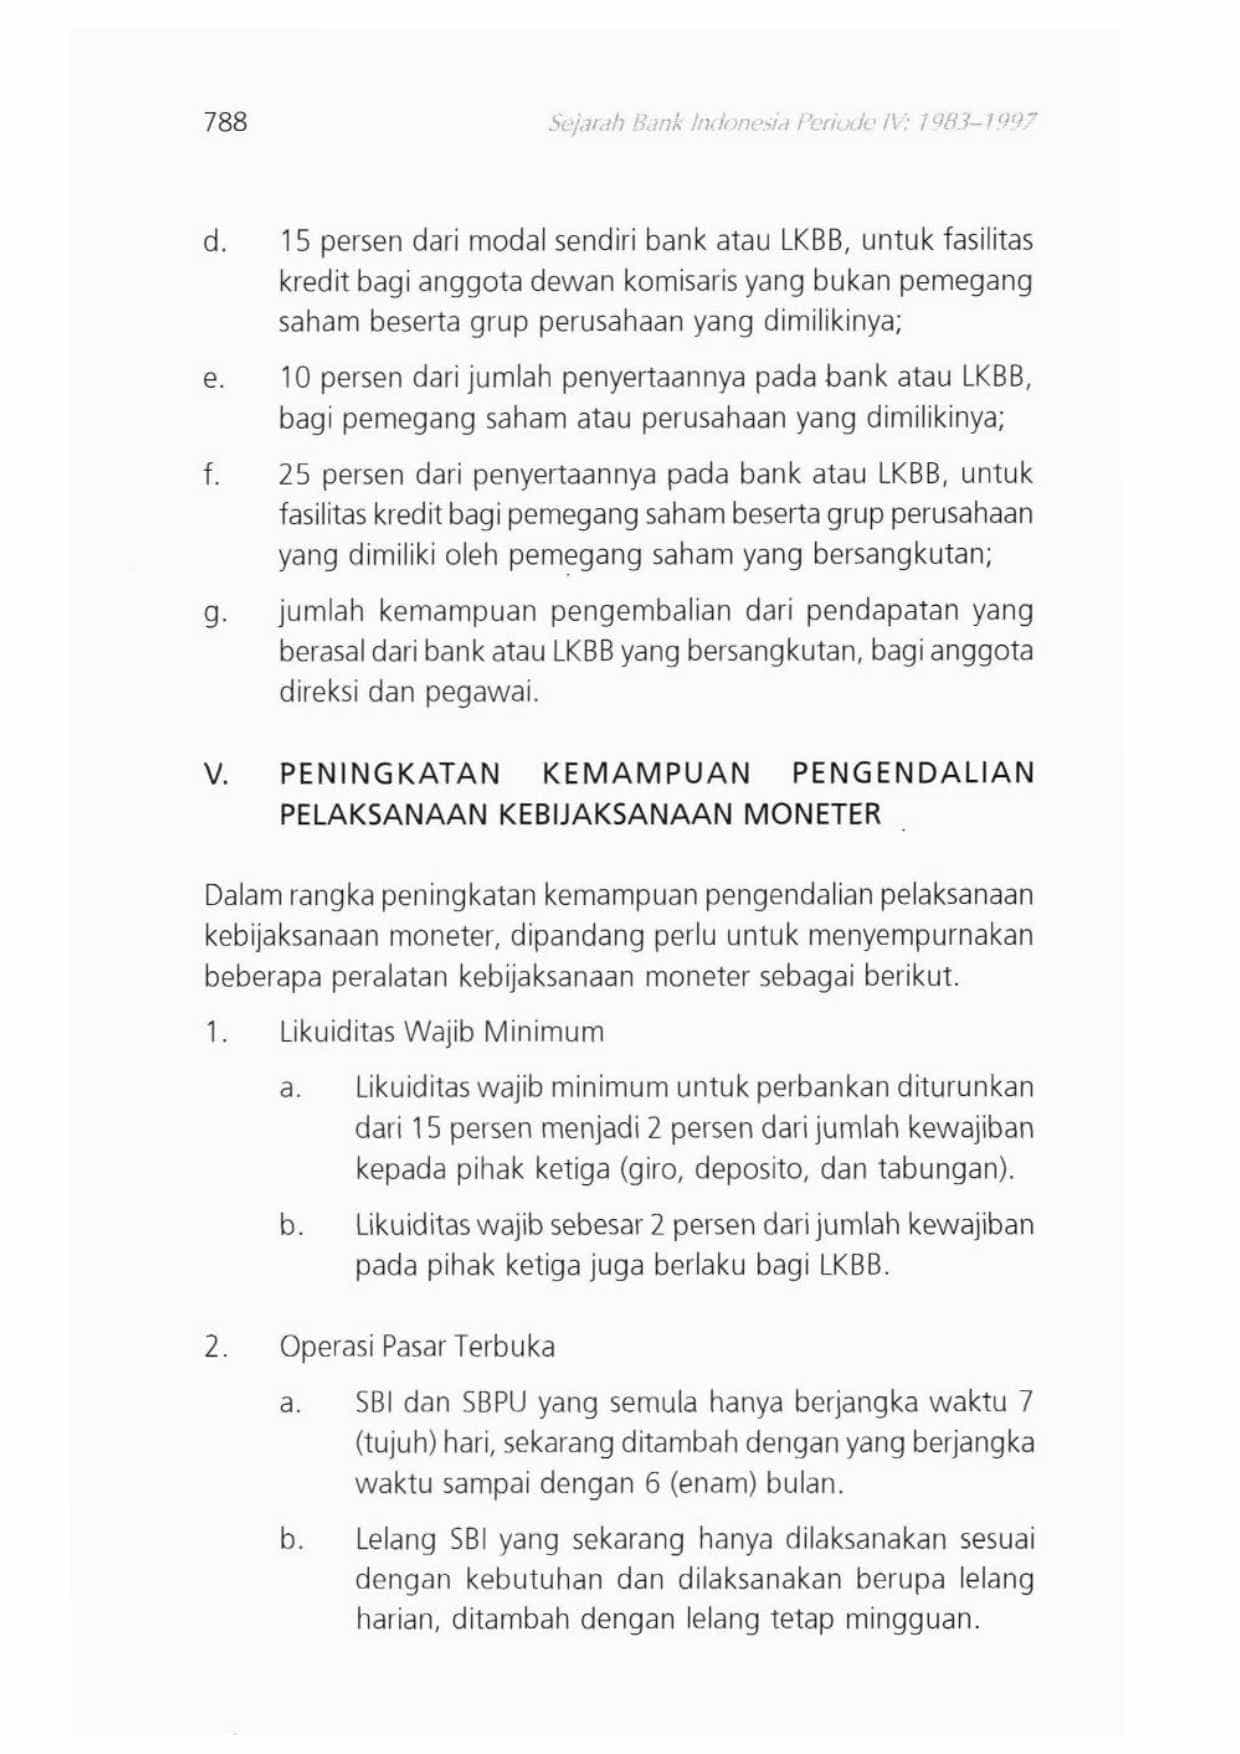 788
Sejarah Bank Indonesia Periode IV: 1983–1997
d. 15 persen dari modal sendiri bank atau LKBB, untuk fasilitas
kredit bagi anggota dewan komisaris yang bukan pemegang
saham beserta grup perusahaan yang dimilikinya;
e. 10 persen dari jumlah penyertaannya pada bank atau LKBB,
bagi pemegang saham atau perusahaan yang dimilikinya;
f. 25 persen dari penyertaannya pada bank atau LKBB, untuk
fasilitas kredit bagi pemegang saham beserta grup perusahaan
yang dimiliki oleh pemegang saham yang bersangkutan;
g. jumlah kemampuan pengembalian dari pendapatan yang
berasal dari bank atau LKBB yang bersangkutan, bagi anggota
direksi dan pegawai.
V. PENINGKATAN KEMAMPUAN PENGENDALIAN
PELAKSANAAN KEBIJAKSANAAN MONETER
Dalam rangka peningkatan kemampuan pengendalian pelaksanaan
kebijaksanaan moneter, dipandang perlu untuk menyempurnakan
beberapa peralatan kebijaksanaan moneter sebagai berikut.
1. Likuiditas Wajib Minimum
a. Likuiditas wajib minimum untuk perbankan diturunkan
dari 15 persen menjadi 2 persen dari jumlah kewajiban
kepada pihak ketiga (giro, deposito, dan tabungan).
b. Likuiditas wajib sebesar 2 persen dari jumlah kewajiban
pada pihak ketiga juga berlaku bagi LKBB.
2. Operasi Pasar Terbuka
a. SBI dan SBPU yang semula hanya berjangka waktu 7
(tujuh) hari, sekarang ditambah dengan yang berjangka
waktu sampai dengan 6 (enam) bulan.
b. Lelang SBI yang sekarang hanya dilaksanakan sesuai
dengan kebutuhan dan dilaksanakan berupa lelang
harian, ditambah dengan lelang tetap mingguan.